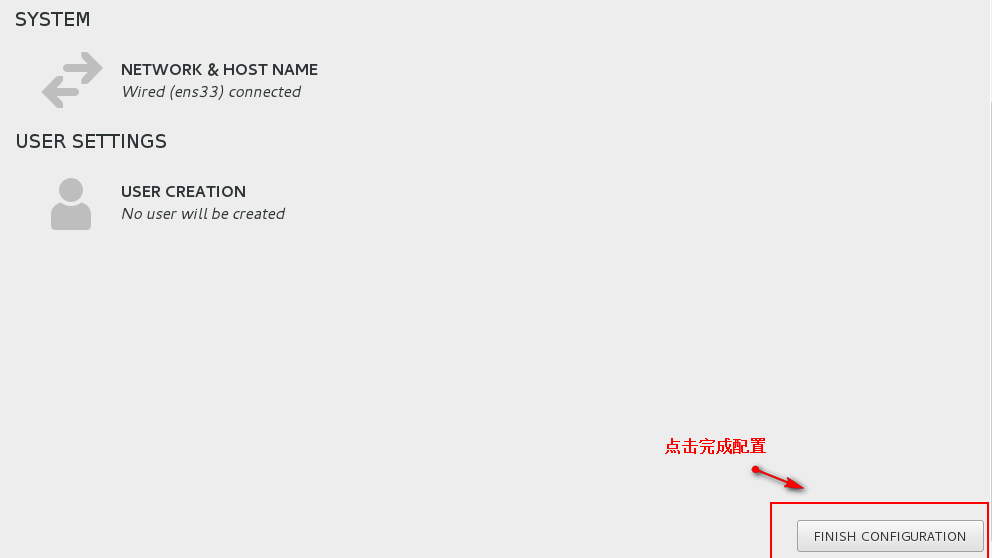 SYSTEM
NETWORK & HOST NAME
Wired (ens33) connected
USER SETTINGS
USER CREATION
No user will be created
点击完成配置
FINISH CONFIGURATION